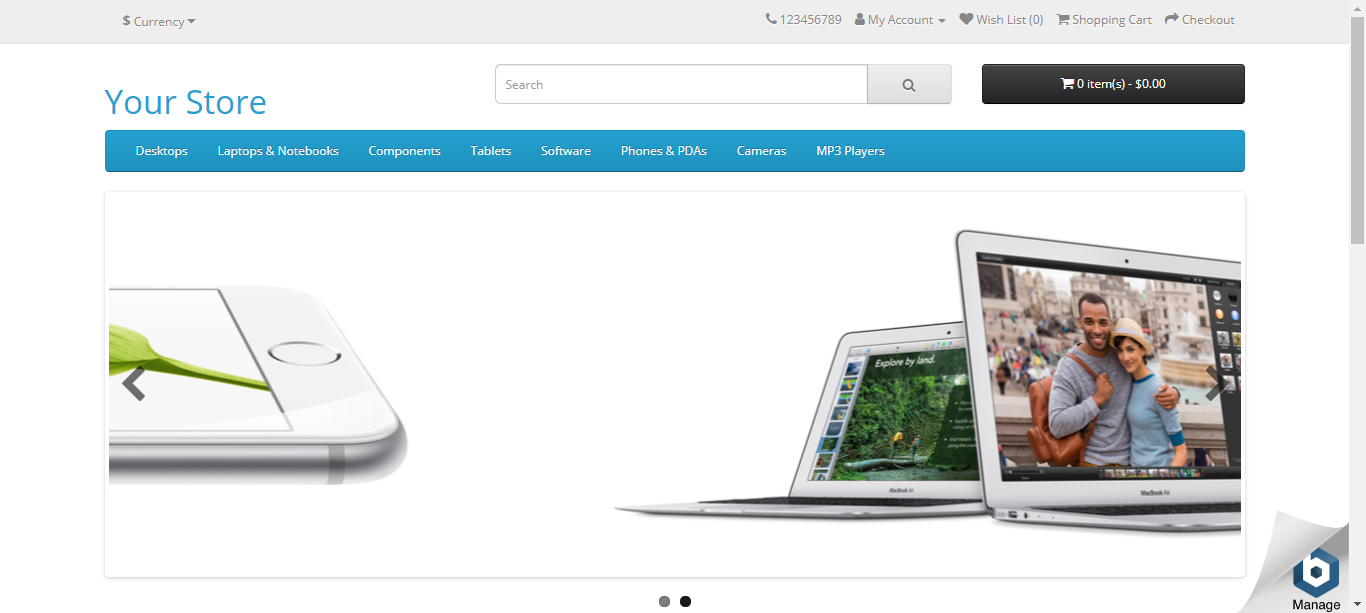 $ Currency
123456789
My Account
Wish List (0)
Shopping Cart
Checkout
Your Store
Search
0 item(s) - $0.00
Desktops
Laptops & Notebooks
Components
Tablets
Software
Phones & PDAs
Cameras
MP3 Players
Explore by land.
MacBook Air
MacBook Air
Manage